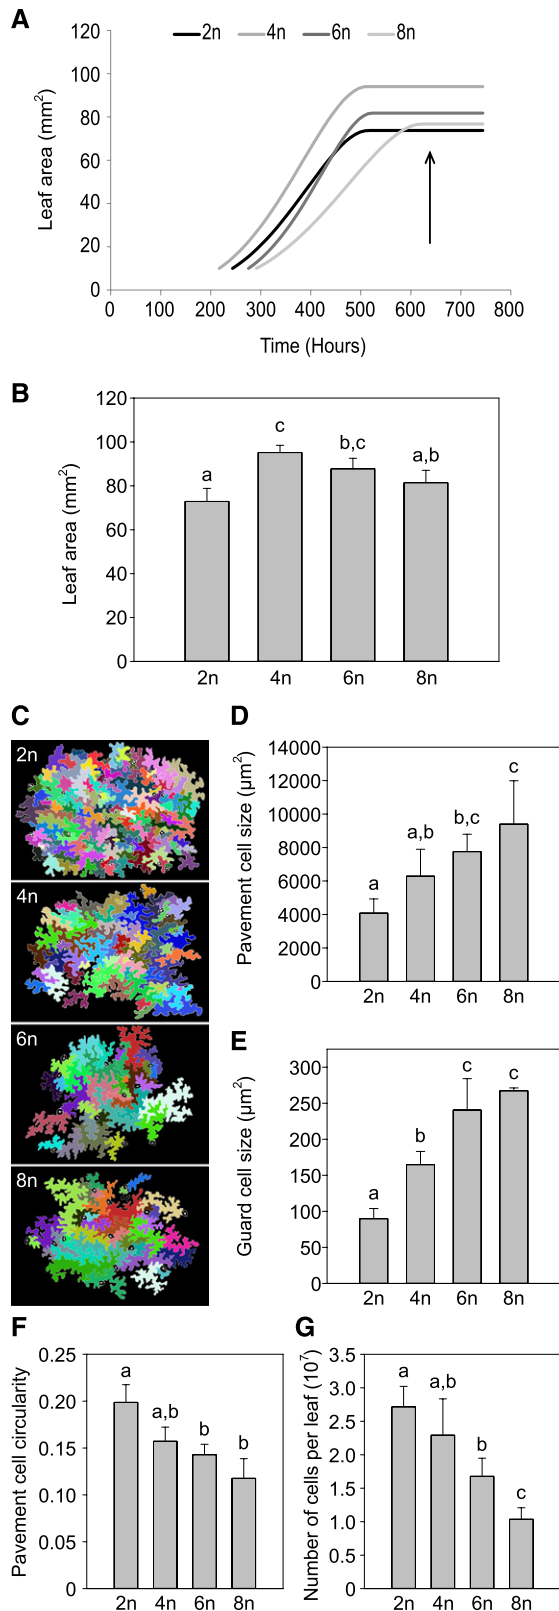 A
2n 4n 6n 8n
120
100
80
60
40
20
0
Leaf area (mm²)
0 100 200 300 400 500 600 700 800
Time (Hours)
B
120
100
80
60
40
20
0
Leaf area (mm²)
a
c
b,c
a,b
2n 4n 6n 8n
C
2n
4n
6n
8n
D
14000
12000
10000
8000
6000
4000
2000
0
Pavement cell size (µm²)
a
a,b
b,c
c
2n 4n 6n 8n
E
300
250
200
150
100
50
0
Guard cell size (µm²)
a
b
c
c
2n 4n 6n 8n
F
0.25
0.20
0.15
0.10
0.05
0
Pavement cell circularity
a
a,b
b
b
2n 4n 6n 8n
G
3.5
3.0
2.5
2.0
1.5
1.0
0.5
0
Number of cells per leaf (10⁷)
a
a,b
b
c
2n 4n 6n 8n